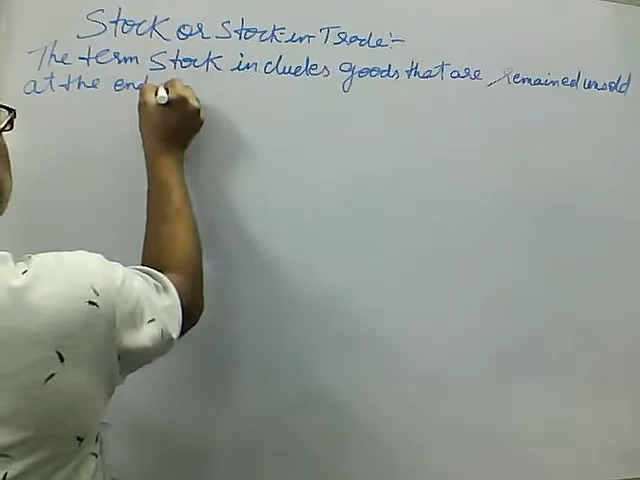 Stock or Stock in Trade:-
The term Stock includes goods that are remained unsold
at the end